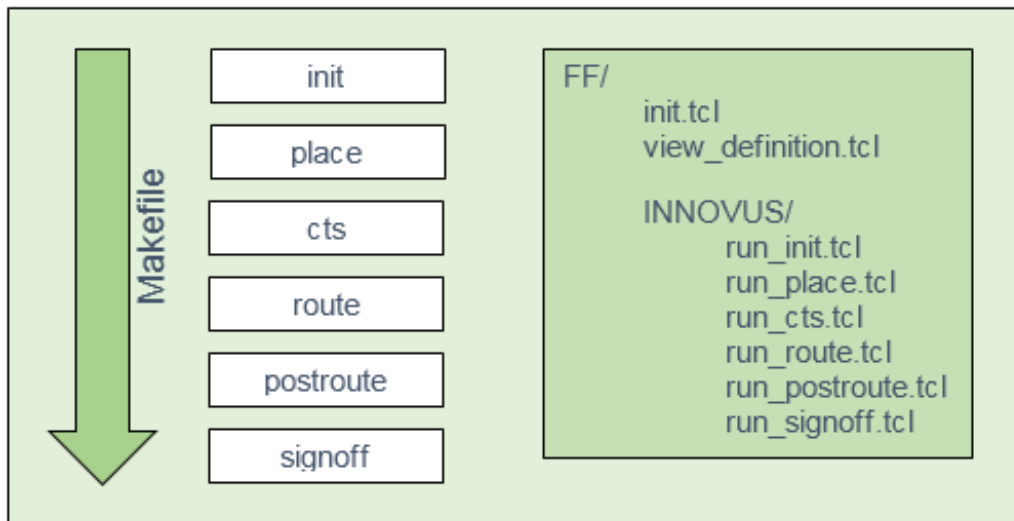 Makefile
init
place
cts
route
postroute
signoff
FF/
init.tcl
view_definition.tcl
INNOVUS/
run_init.tcl
run_place.tcl
run_cts.tcl
run_route.tcl
run_postroute.tcl
run_signoff.tcl